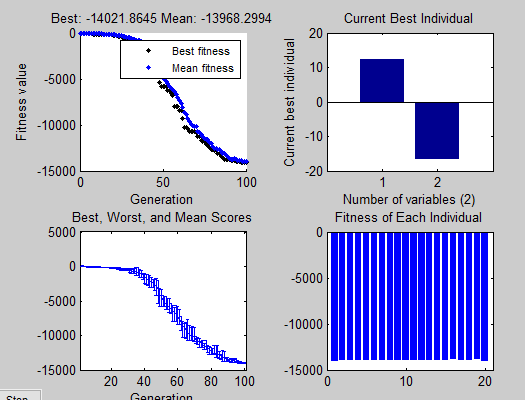 Best: -14021.8645 Mean: -13968.2994
0
-5000
-10000
-15000
0
50
100
Fitness value
Generation
Best fitness
Mean fitness
Current Best Individual
20
10
0
-10
-20
1
2
Current best individual
Number of variables (2)
Best, Worst, and Mean Scores
5000
0
-5000
-10000
-15000
20
40
60
80
100
Generation
Fitness of Each Individual
0
-5000
-10000
-15000
0
10
20
Stop